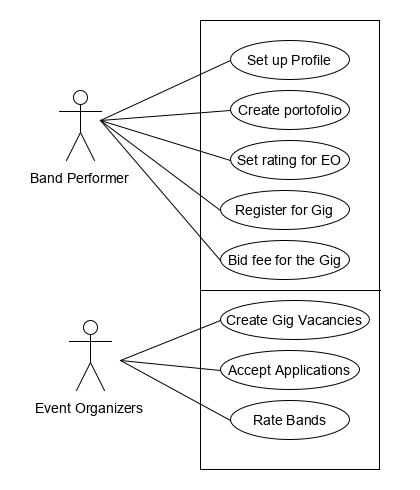 Set up Profile
Create portofolio
Set rating for EO
Band Performer
Register for Gig
Bid fee for the Gig
Create Gig Vacancies
Accept Applications
Event Organizers
Rate Bands